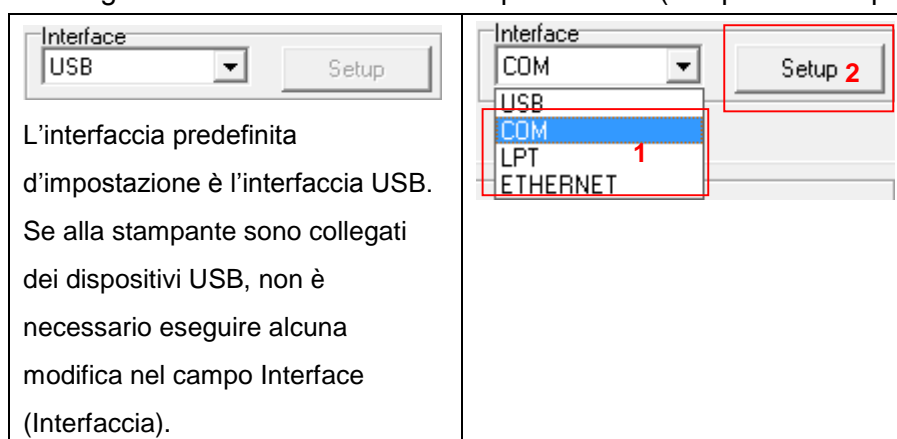 Interface
USB
Setup
L’interfaccia predefinita
d’impostazione è l’interfaccia USB.
Se alla stampante sono collegati
dei dispositivi USB, non è
necessario eseguire alcuna
modifica nel campo Interface
(Interfaccia).
Interface
COM
Setup 2
USB
COM
LPT 1
ETHERNET